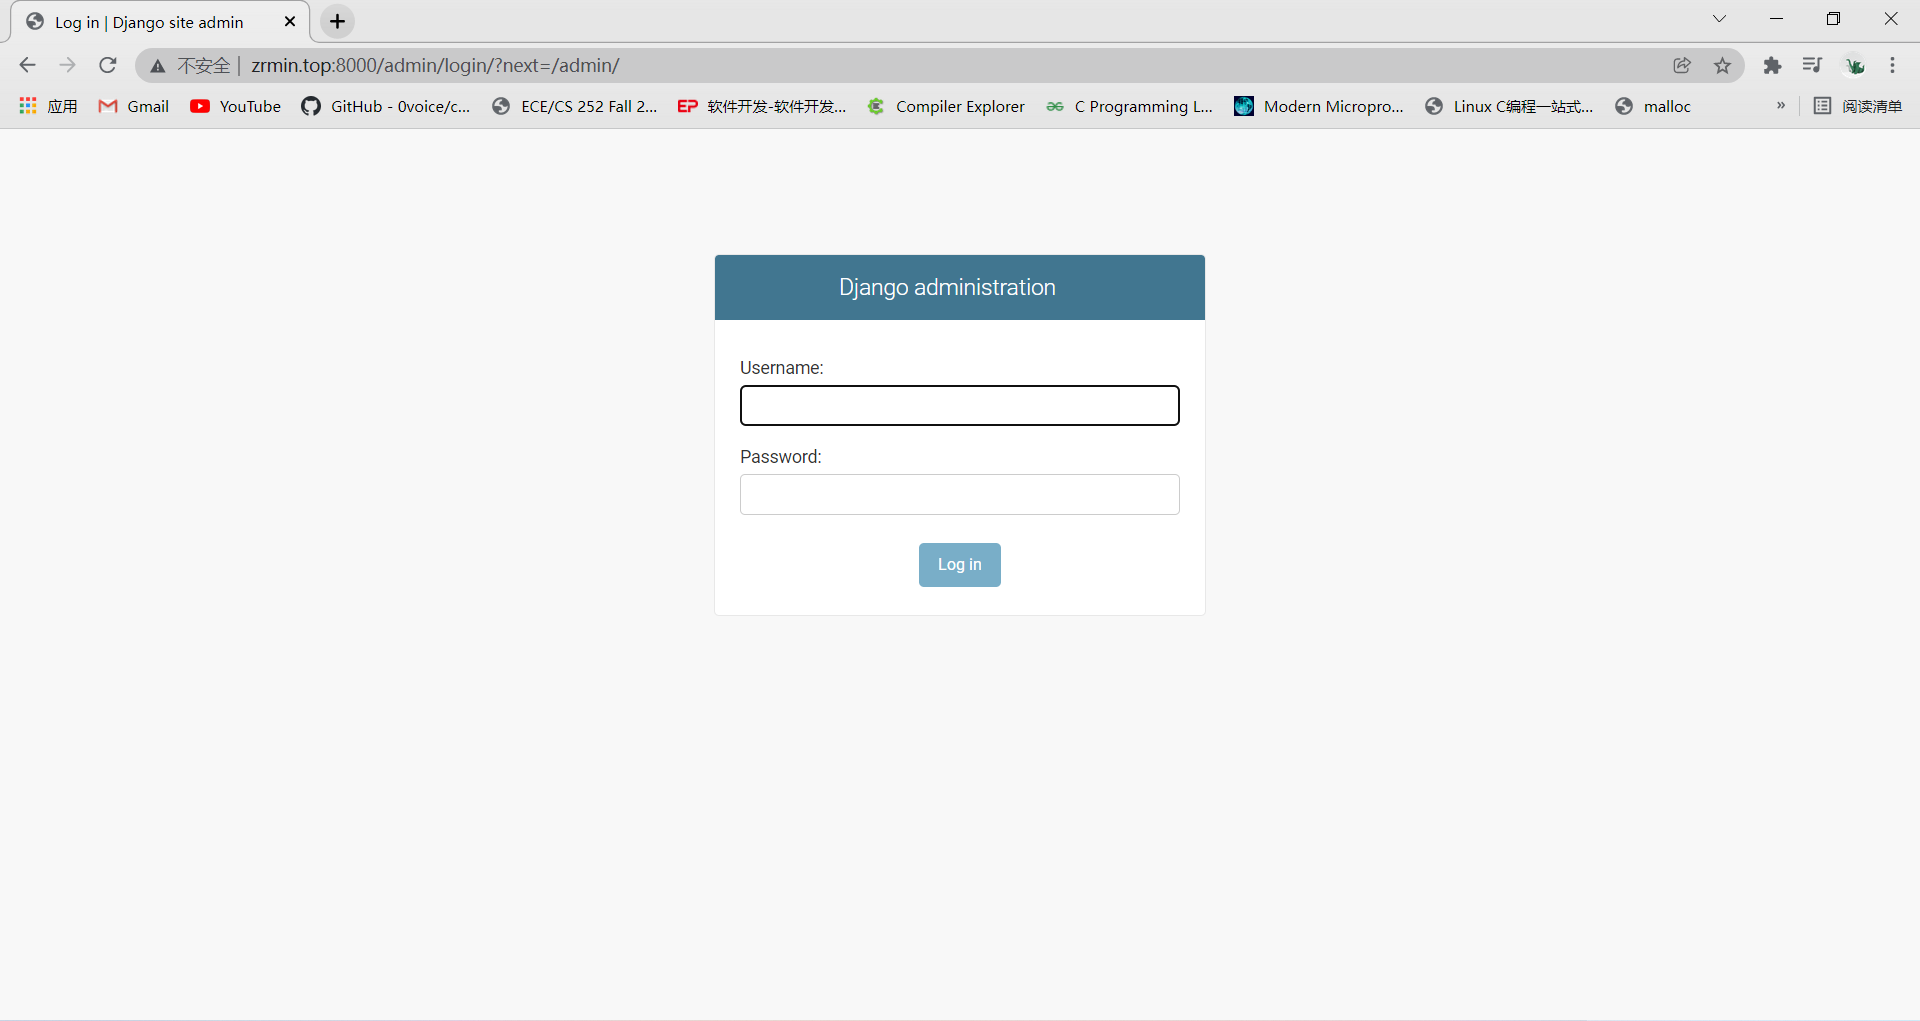 Log in | Django site admin
不安全 | zrmin.top:8000/admin/login/?next=/admin/
应用 Gmail YouTube GitHub - 0voice/c... ECE/CS 252 Fall 2... EP 软件开发-软件开发... Compiler Explorer C Programming L... Modern Micropro... Linux C编程一站式... malloc » 阅读清单
Django administration
Username:
Password:
Log in